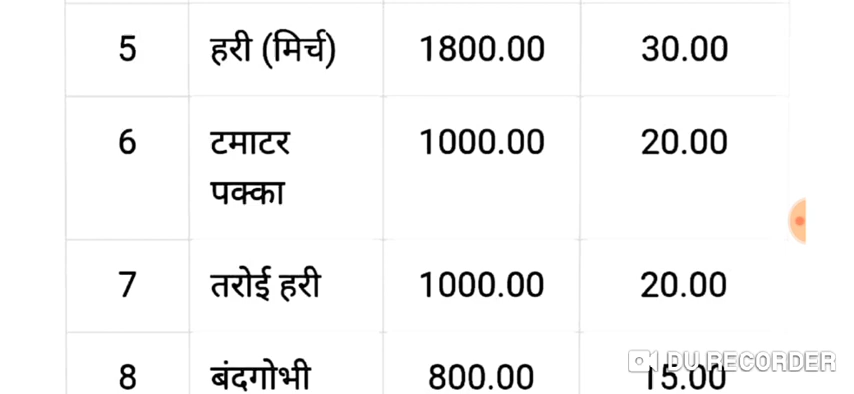 5 हरी (मिर्च) 1800.00 30.00
6 टमाटर 1000.00 20.00
पक्का
7 तरोई हरी 1000.00 20.00
DU RECORDER
8 बंदगोभी 800.00 15.00